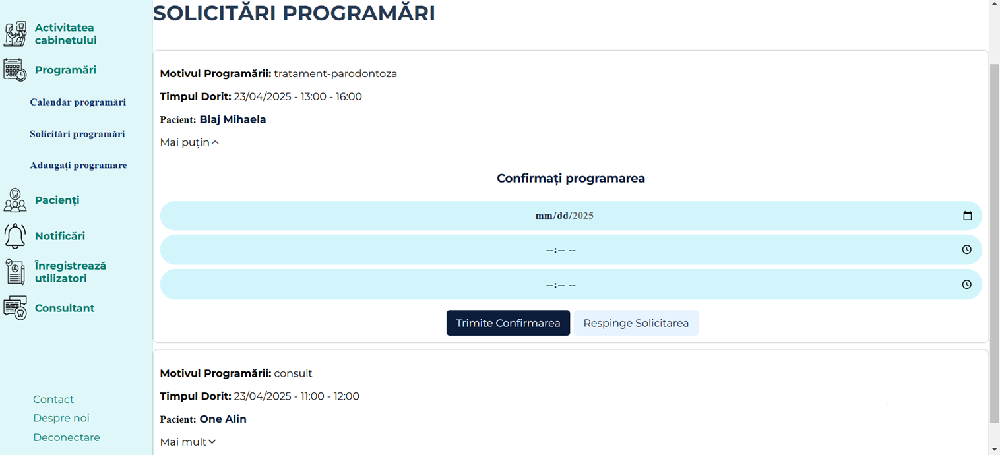 Activitatea
cabinetului
Programări
Calendar programări
Solicitări programări
Adaugați programare
Pacienți
Notificări
Înregistrează
utilizatori
Consultant
Contact
Despre noi
Deconectare
SOLICITĂRI PROGRAMĂRI
Motivul Programării: tratament-parodontoza
Timpul Dorit: 23/04/2025 - 13:00 - 16:00
Pacient: Blaj Mihaela
Mai puțin
Confirmați programarea
mm/dd/2025
--:-- --
--:-- --
Trimite Confirmarea
Respinge Solicitarea
Motivul Programării: consult
Timpul Dorit: 23/04/2025 - 11:00 - 12:00
Pacient: One Alin
Mai mult